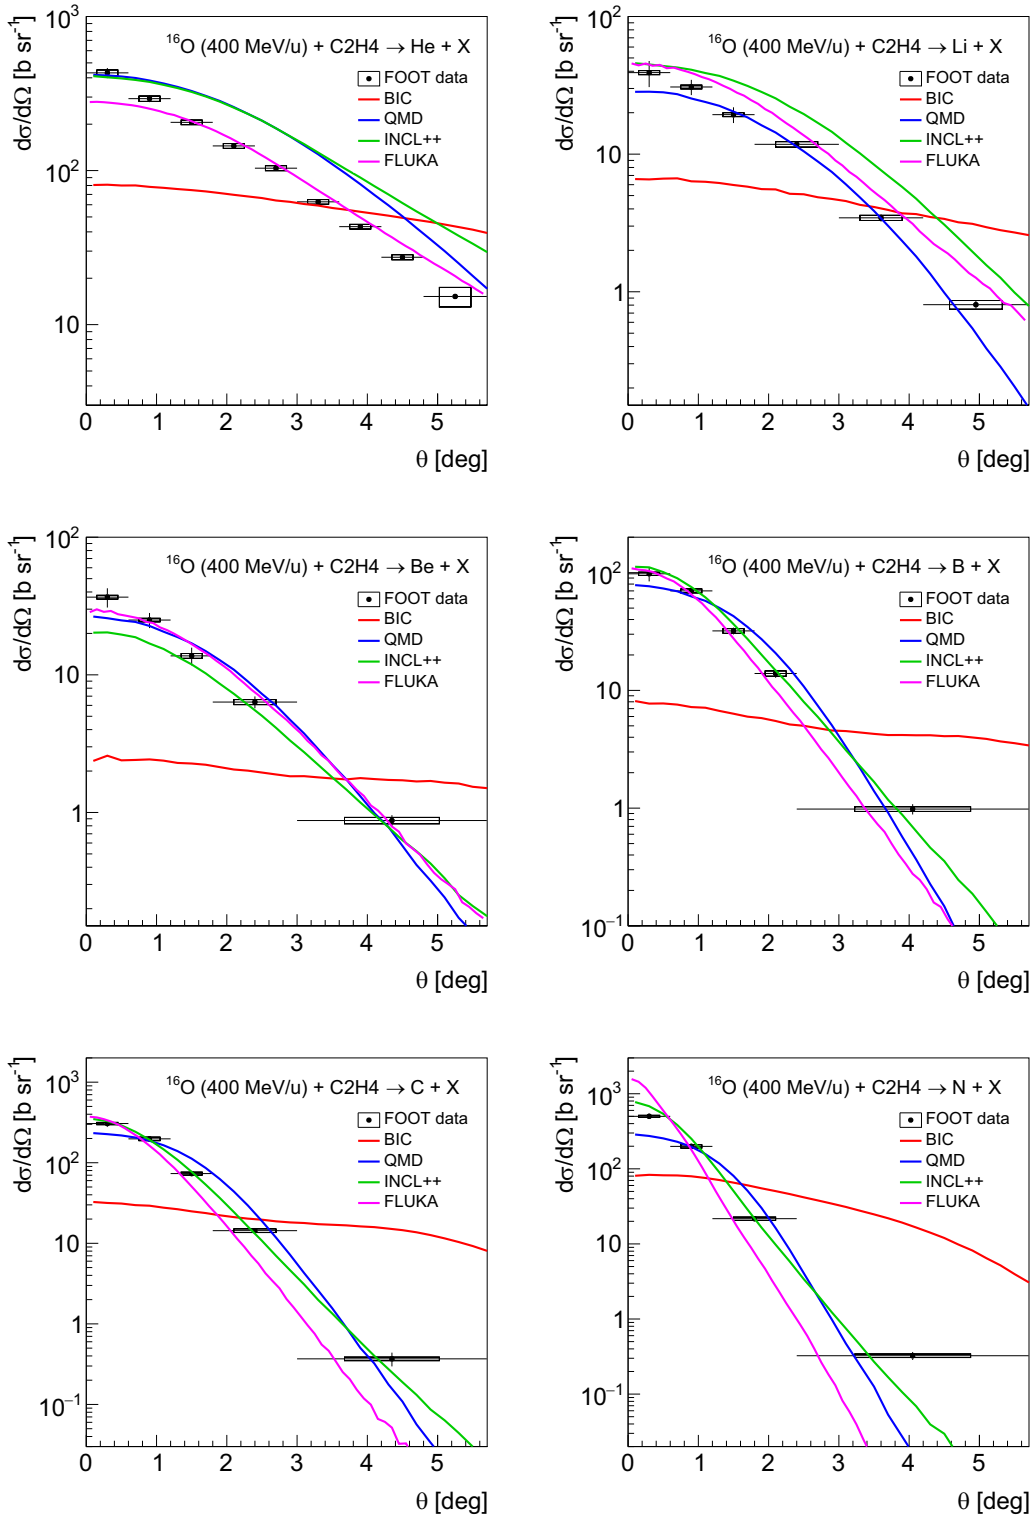 dσ/dΩ [b sr⁻¹]
¹⁶O (400 MeV/u) + C2H4 → He + X
FOOT data
BIC
QMD
INCL++
FLUKA
10³
10²
10
0 1 2 3 4 5
θ [deg]
dσ/dΩ [b sr⁻¹]
¹⁶O (400 MeV/u) + C2H4 → Li + X
FOOT data
BIC
QMD
INCL++
FLUKA
10²
10
1
0 1 2 3 4 5
θ [deg]
dσ/dΩ [b sr⁻¹]
¹⁶O (400 MeV/u) + C2H4 → Be + X
FOOT data
BIC
QMD
INCL++
FLUKA
10²
10
1
0 1 2 3 4 5
θ [deg]
dσ/dΩ [b sr⁻¹]
¹⁶O (400 MeV/u) + C2H4 → B + X
FOOT data
BIC
QMD
INCL++
FLUKA
10²
10
1
10⁻¹
0 1 2 3 4 5
θ [deg]
dσ/dΩ [b sr⁻¹]
¹⁶O (400 MeV/u) + C2H4 → C + X
FOOT data
BIC
QMD
INCL++
FLUKA
10³
10²
10
1
10⁻¹
0 1 2 3 4 5
θ [deg]
dσ/dΩ [b sr⁻¹]
¹⁶O (400 MeV/u) + C2H4 → N + X
FOOT data
BIC
QMD
INCL++
FLUKA
10³
10²
10
1
10⁻¹
0 1 2 3 4 5
θ [deg]